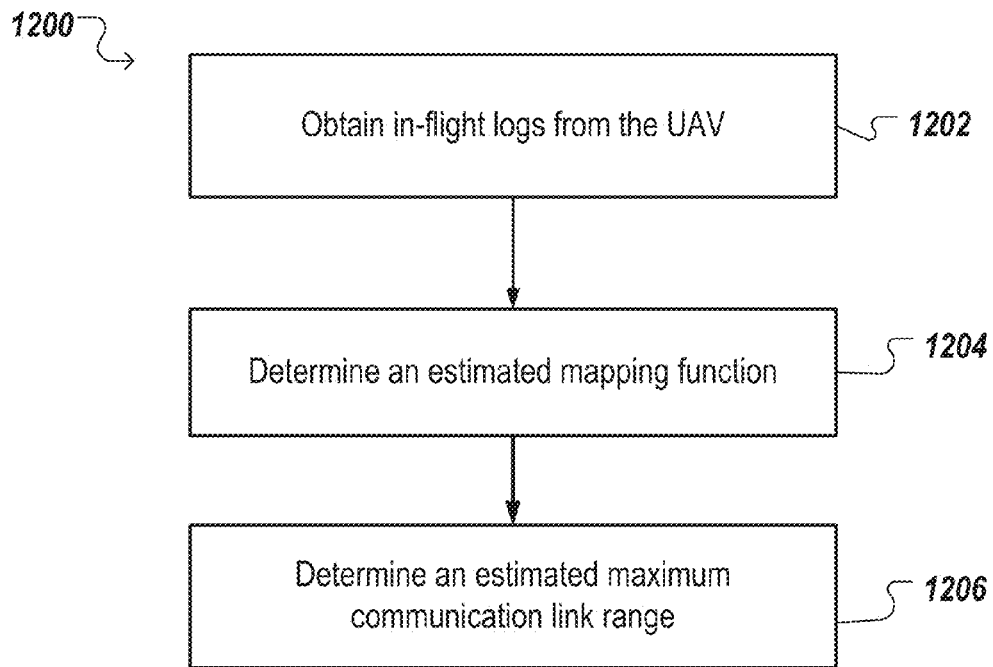 1200
Obtain in-flight logs from the UAV
1202
Determine an estimated mapping function
1204
Determine an estimated maximum
communication link range
1206